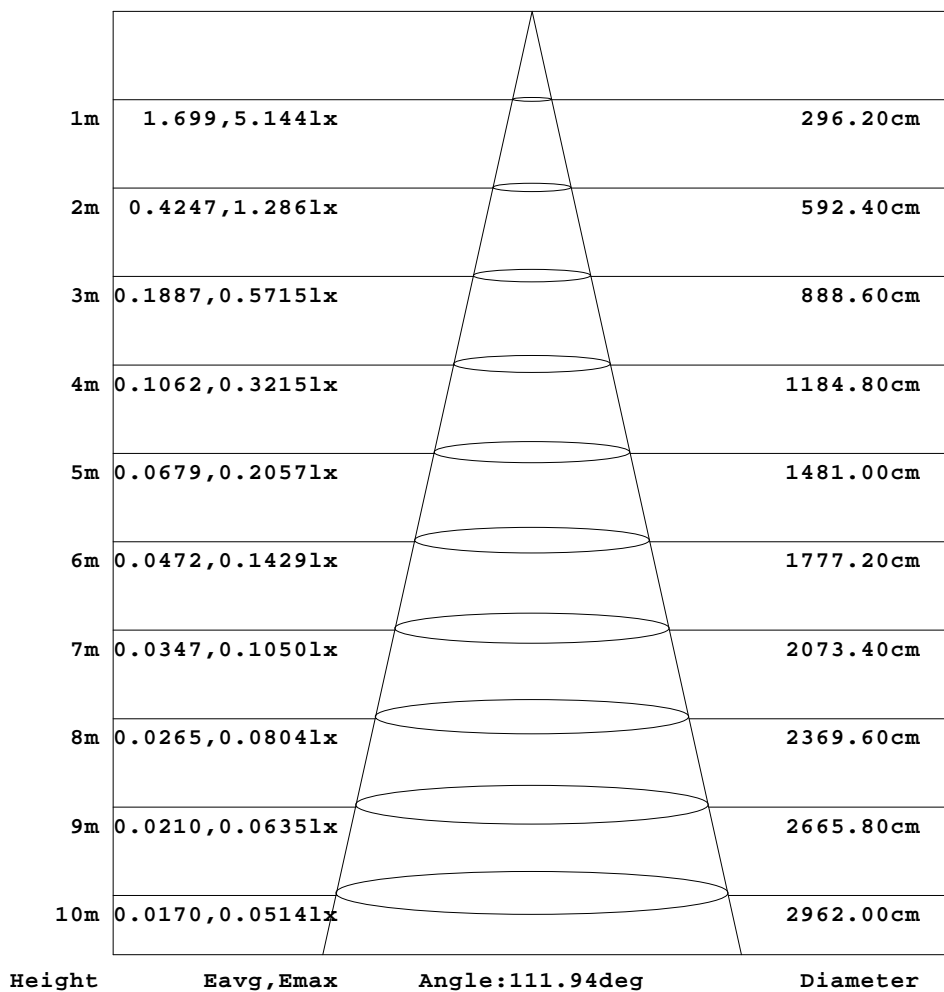 1m 1.699,5.144lx 296.20cm
2m 0.4247,1.286lx 592.40cm
3m 0.1887,0.5715lx 888.60cm
4m 0.1062,0.3215lx 1184.80cm
5m 0.0679,0.2057lx 1481.00cm
6m 0.0472,0.1429lx 1777.20cm
7m 0.0347,0.1050lx 2073.40cm
8m 0.0265,0.0804lx 2369.60cm
9m 0.0210,0.0635lx 2665.80cm
10m 0.0170,0.0514lx 2962.00cm
Height Eavg,Emax Angle:111.94deg Diameter